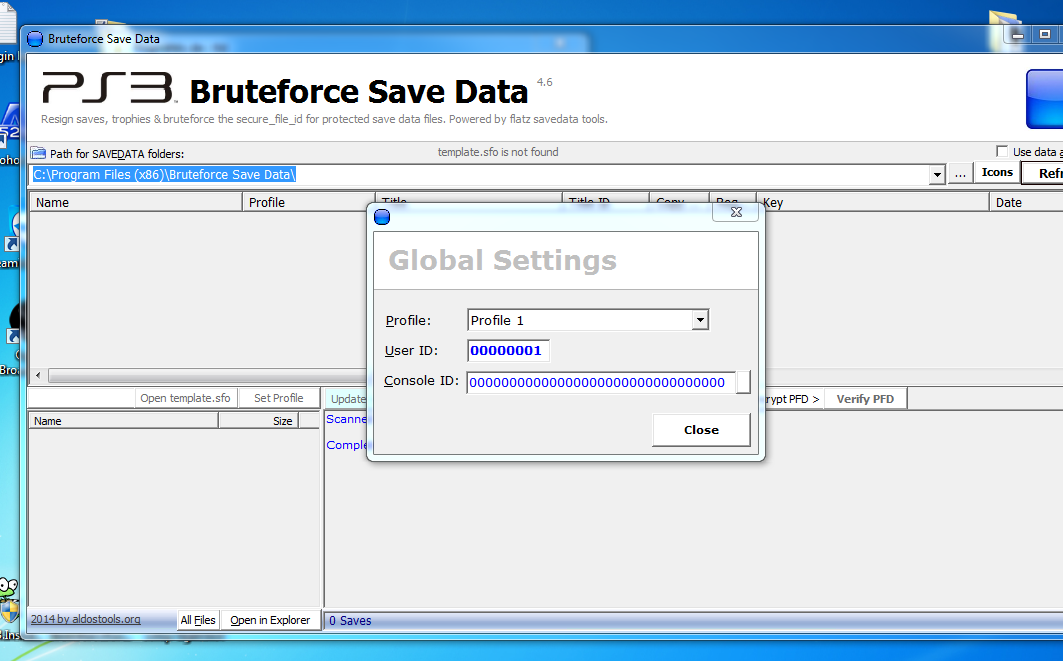 Bruteforce Save Data
PS3 Bruteforce Save Data 4.6
Resign saves, trophies & bruteforce the secure_file_id for protected save data files. Powered by flatz savedata tools.
Path for SAVEDATA folders: template.sfo is not found Use data
C:\Program Files (x86)\Bruteforce Save Data\ ... Icons Refr
Name Profile Title Title ID Copy Reg Key Date
Global Settings
Profile: Profile 1
User ID: 00000001
Console ID: 00000000000000000000000000000000
Close
Open template.sfo Set Profile Update rypt PFD > Verify PFD
Name Size Scanne
Comple
2014 by aldostools.org All Files Open in Explorer 0 Saves